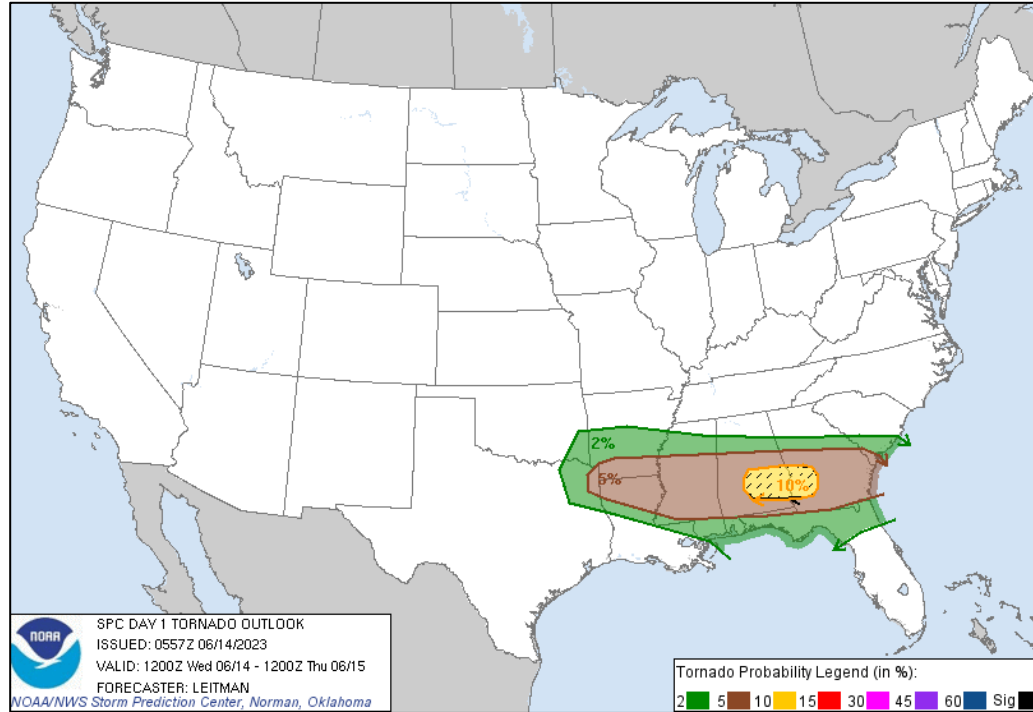 2%
5%
10%
NOAA
SPC DAY 1 TORNADO OUTLOOK
ISSUED: 0557Z 06/14/2023
VALID: 1200Z Wed 06/14 - 1200Z Thu 06/15
FORECASTER: LEITMAN
NOAA/NWS Storm Prediction Center, Norman, Oklahoma
Tornado Probability Legend (in %):
2 5 10 15 30 45 60 Sig